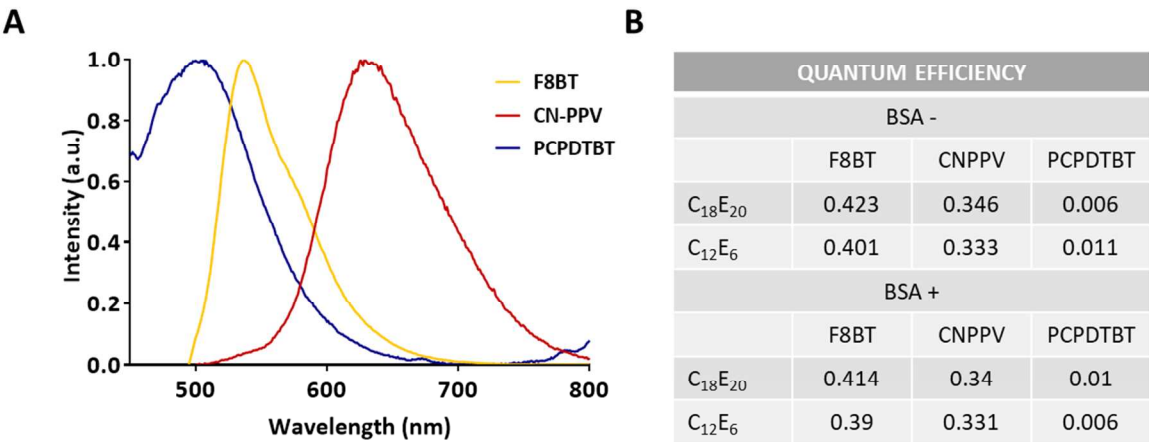 A
B
1.0
0.8
0.6
0.4
0.2
0.0
Intensity (a.u.)
500 600 700 800
Wavelength (nm)
F8BT
CN-PPV
PCPDTBT
QUANTUM EFFICIENCY
BSA -
F8BT CNPPV PCPDTBT
C18E20 0.423 0.346 0.006
C12E6 0.401 0.333 0.011
BSA +
F8BT CNPPV PCPDTBT
C18E20 0.414 0.34 0.01
C12E6 0.39 0.331 0.006